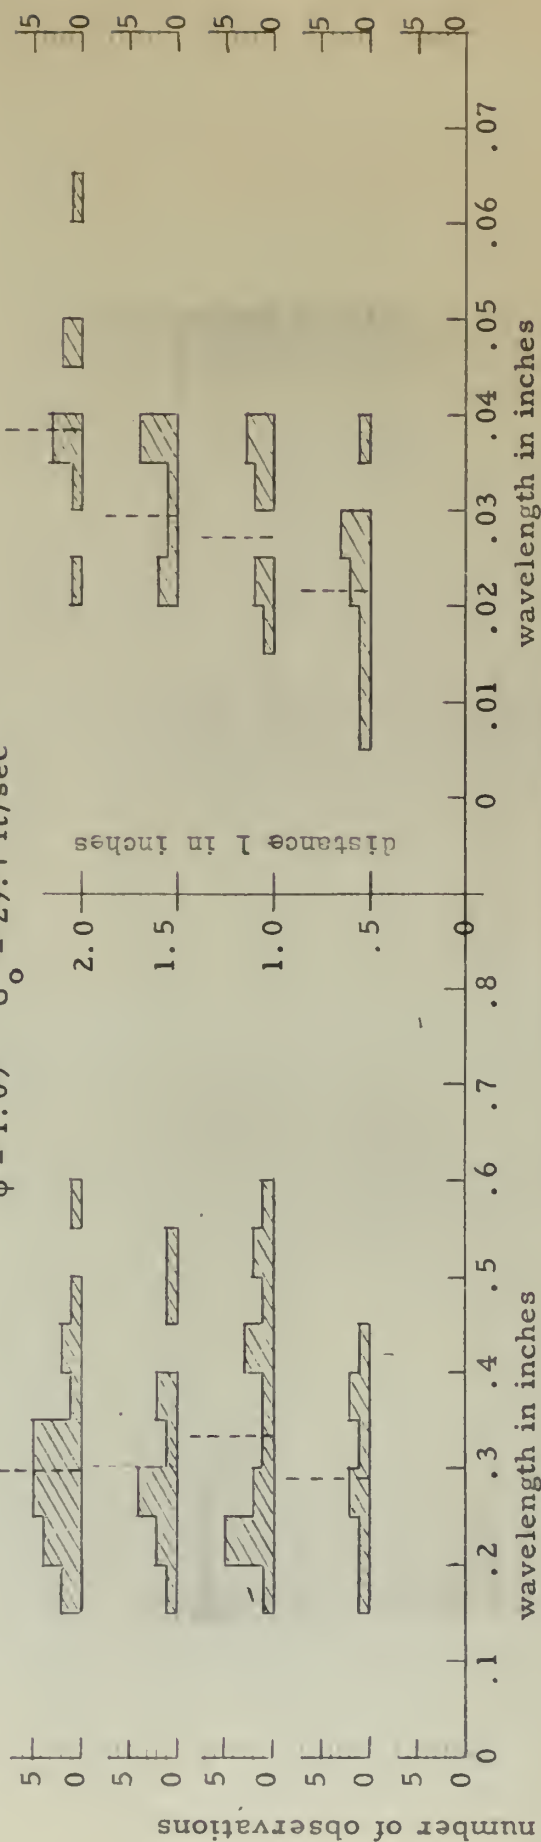 ft/sec
5 5
0 2.0 0
5 5
0 1.5 0
5 5
0 1.0 0
5 5
0 .5 0
5 5
0
number of observations
distance l in inches
0 .1 .2 .3 .4 .5 .6 .7 .8
0 .01 .02 .03 .04 .05 .06 .07
wavelength in inches
wavelength in inches